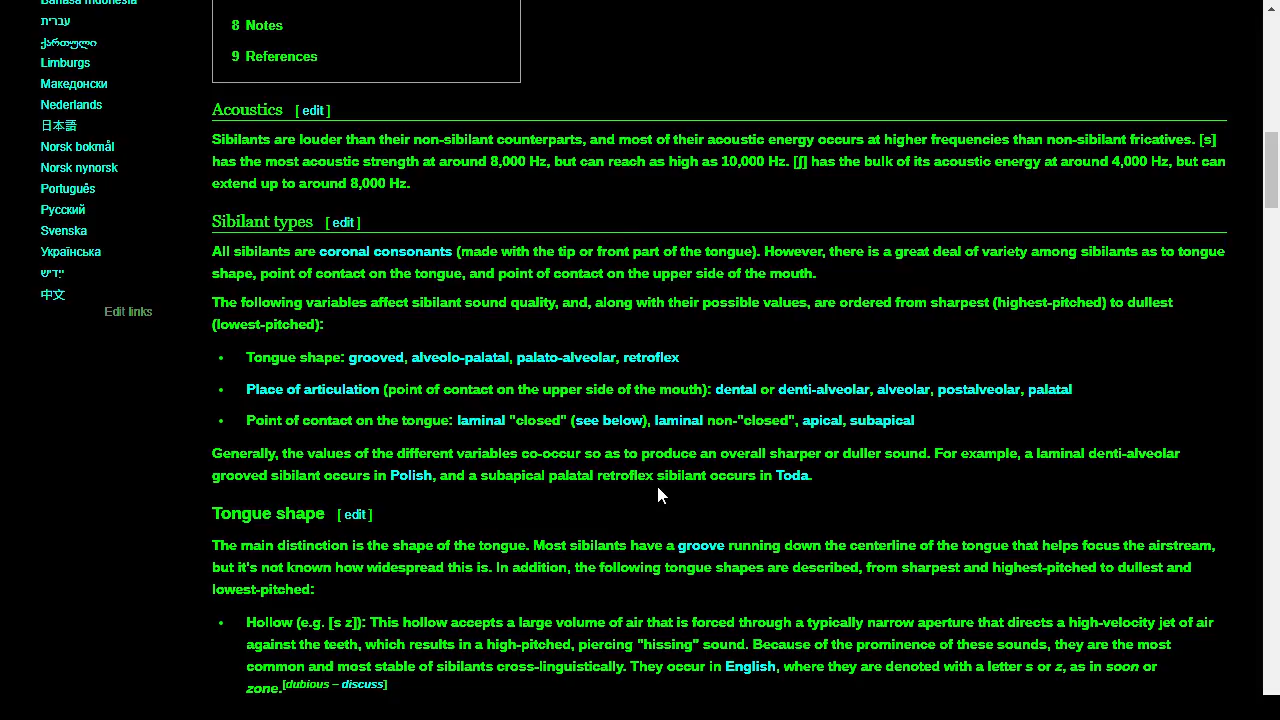 Bahasa Indonesia
עברית
ქართული
Limburgs
Македонски
Nederlands
日本語
Norsk bokmål
Norsk nynorsk
Português
Русский
Svenska
Українська
ייִדיש
中文
Edit links
8 Notes
9 References
Acoustics [ edit ]
Sibilants are louder than their non-sibilant counterparts, and most of their acoustic energy occurs at higher frequencies than non-sibilant fricatives. [s]
has the most acoustic strength at around 8,000 Hz, but can reach as high as 10,000 Hz. [ʃ] has the bulk of its acoustic energy at around 4,000 Hz, but can
extend up to around 8,000 Hz.
Sibilant types [ edit ]
All sibilants are coronal consonants (made with the tip or front part of the tongue). However, there is a great deal of variety among sibilants as to tongue
shape, point of contact on the tongue, and point of contact on the upper side of the mouth.
The following variables affect sibilant sound quality, and, along with their possible values, are ordered from sharpest (highest-pitched) to dullest
(lowest-pitched):
• Tongue shape: grooved, alveolo-palatal, palato-alveolar, retroflex
• Place of articulation (point of contact on the upper side of the mouth): dental or denti-alveolar, alveolar, postalveolar, palatal
• Point of contact on the tongue: laminal "closed" (see below), laminal non-"closed", apical, subapical
Generally, the values of the different variables co-occur so as to produce an overall sharper or duller sound. For example, a laminal denti-alveolar
grooved sibilant occurs in Polish, and a subapical palatal retroflex sibilant occurs in Toda.
Tongue shape [ edit ]
The main distinction is the shape of the tongue. Most sibilants have a groove running down the centerline of the tongue that helps focus the airstream,
but it's not known how widespread this is. In addition, the following tongue shapes are described, from sharpest and highest-pitched to dullest and
lowest-pitched:
• Hollow (e.g. [s z]): This hollow accepts a large volume of air that is forced through a typically narrow aperture that directs a high-velocity jet of air
against the teeth, which results in a high-pitched, piercing "hissing" sound. Because of the prominence of these sounds, they are the most
common and most stable of sibilants cross-linguistically. They occur in English, where they are denoted with a letter s or z, as in soon or
zone.[dubious – discuss]